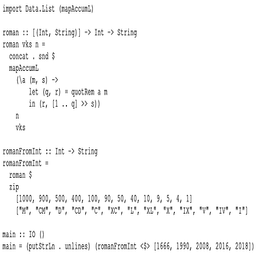 import Data.List (mapAccumL)
roman :: [(Int, String)] -> Int -> String
roman vks n =
concat . snd $
mapAccumL
(\a (m, s) ->
let (q, r) = quotRem a m
in (r, [1 .. q] >> s))
n
vks
romanFromInt :: Int -> String
romanFromInt =
roman $
zip
[1000, 900, 500, 400, 100, 90, 50, 40, 10, 9, 5, 4, 1]
["M", "CM", "D", "CD", "C", "XC", "L", "XL", "X", "IX", "V", "IV", "I"]
main :: IO ()
main = (putStrLn . unlines) (romanFromInt <$> [1666, 1990, 2008, 2016, 2018])